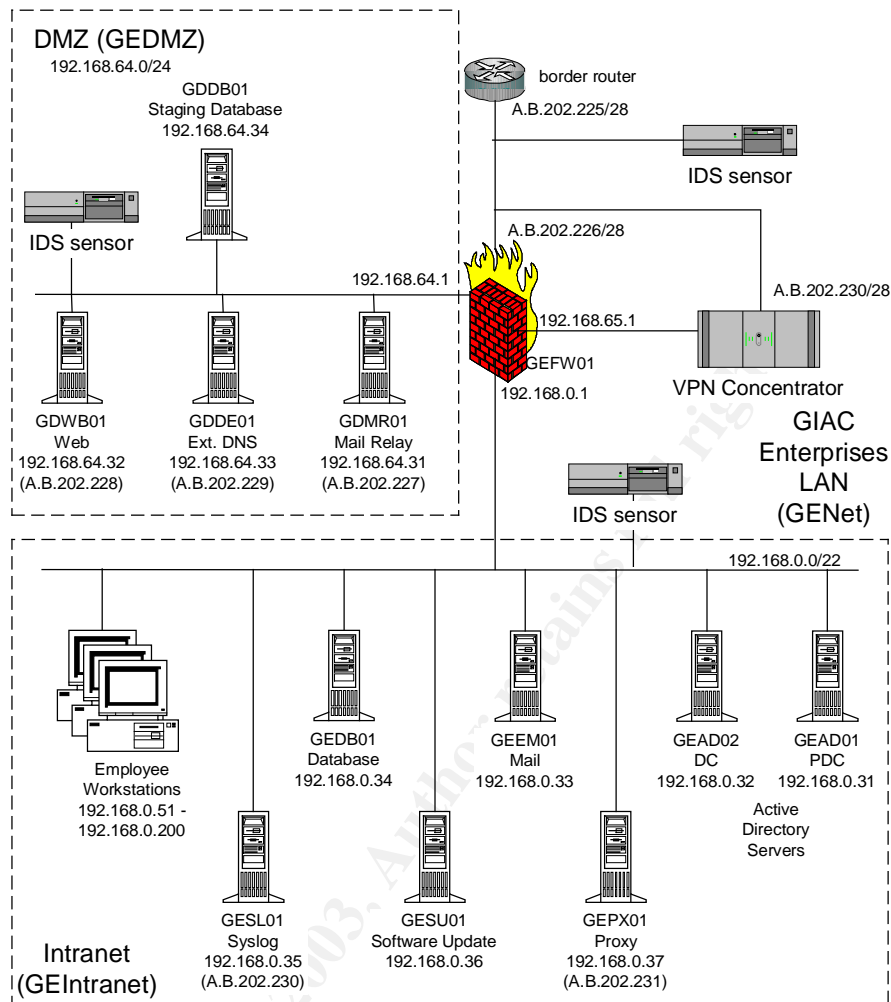 DMZ (GEDMZ)
192.168.64.0/24
GDDB01
Staging Database
192.168.64.34
IDS sensor
192.168.64.1
GDWB01
Web
192.168.64.32
(A.B.202.228)
GDDE01
Ext. DNS
192.168.64.33
(A.B.202.229)
GDMR01
Mail Relay
192.168.64.31
(A.B.202.227)
border router
A.B.202.225/28
IDS sensor
A.B.202.226/28
A.B.202.230/28
192.168.65.1
GEFW01
192.168.0.1
VPN Concentrator
GIAC
Enterprises
LAN
(GENet)
IDS sensor
192.168.0.0/22
Employee
Workstations
192.168.0.51 -
192.168.0.200
GEDB01
Database
192.168.0.34
GEEM01
Mail
192.168.0.33
GEAD02
DC
192.168.0.32
GEAD01
PDC
192.168.0.31
Active
Directory
Servers
GESL01
Syslog
192.168.0.35
(A.B.202.230)
GESU01
Software Update
192.168.0.36
GEPX01
Proxy
192.168.0.37
(A.B.202.231)
Intranet
(GEIntranet)
003, Author retains